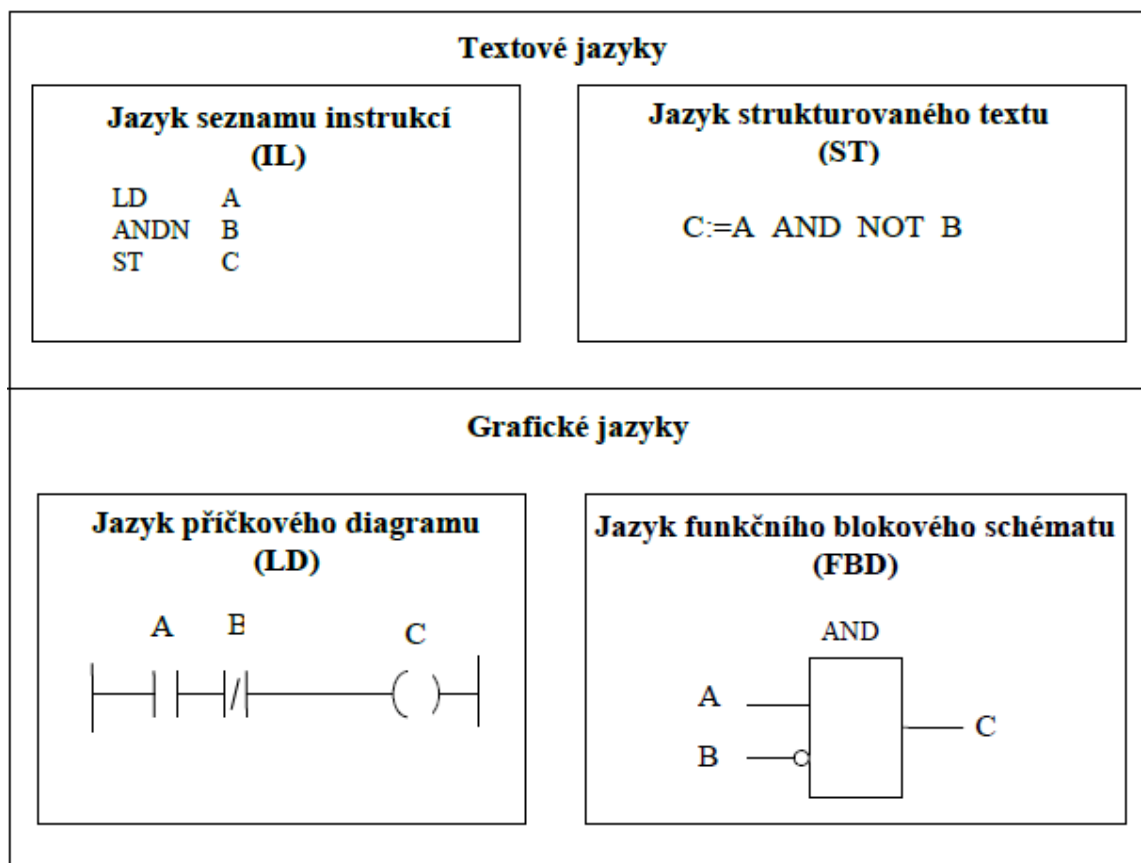 Textové jazyky
Jazyk seznamu instrukcí
(IL)
LD A
ANDN B
ST C
Jazyk strukturovaného textu
(ST)
C:=A AND NOT B
Grafické jazyky
Jazyk příčkového diagramu
(LD)
A B C
Jazyk funkčního blokového schématu
(FBD)
AND
A
B
C